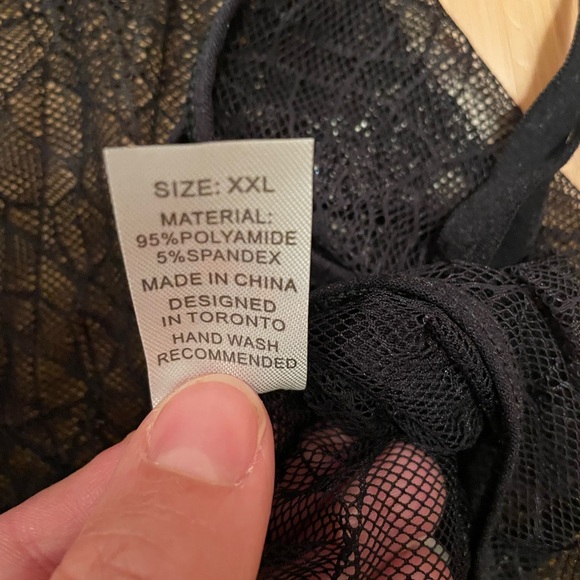 SIZE: XXL
MATERIAL:
95%POLYAMIDE
5%SPANDEX
MADE IN CHINA
DESIGNED
IN TORONTO
HAND WASH
RECOMMENDED